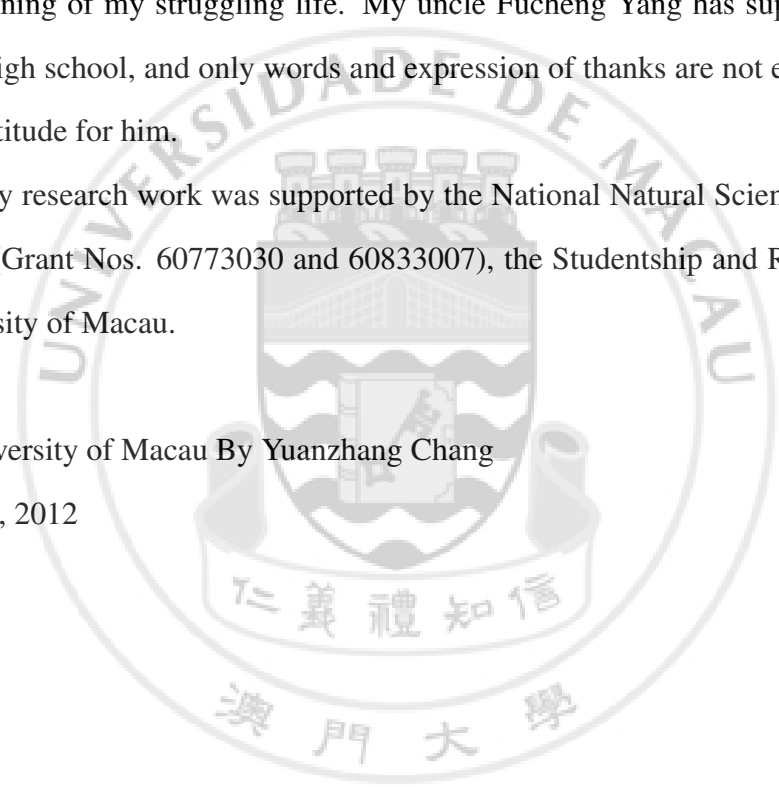 ning of my struggling life. My uncle Fucheng Yang has sup
igh school, and only words and expression of thanks are not e
titude for him.
y research work was supported by the National Natural Scien
(Grant Nos. 60773030 and 60833007), the Studentship and R
sity of Macau.
versity of Macau By Yuanzhang Chang
, 2012
UNIVERSIDADE DE MACAU
仁義禮知信
澳門大學